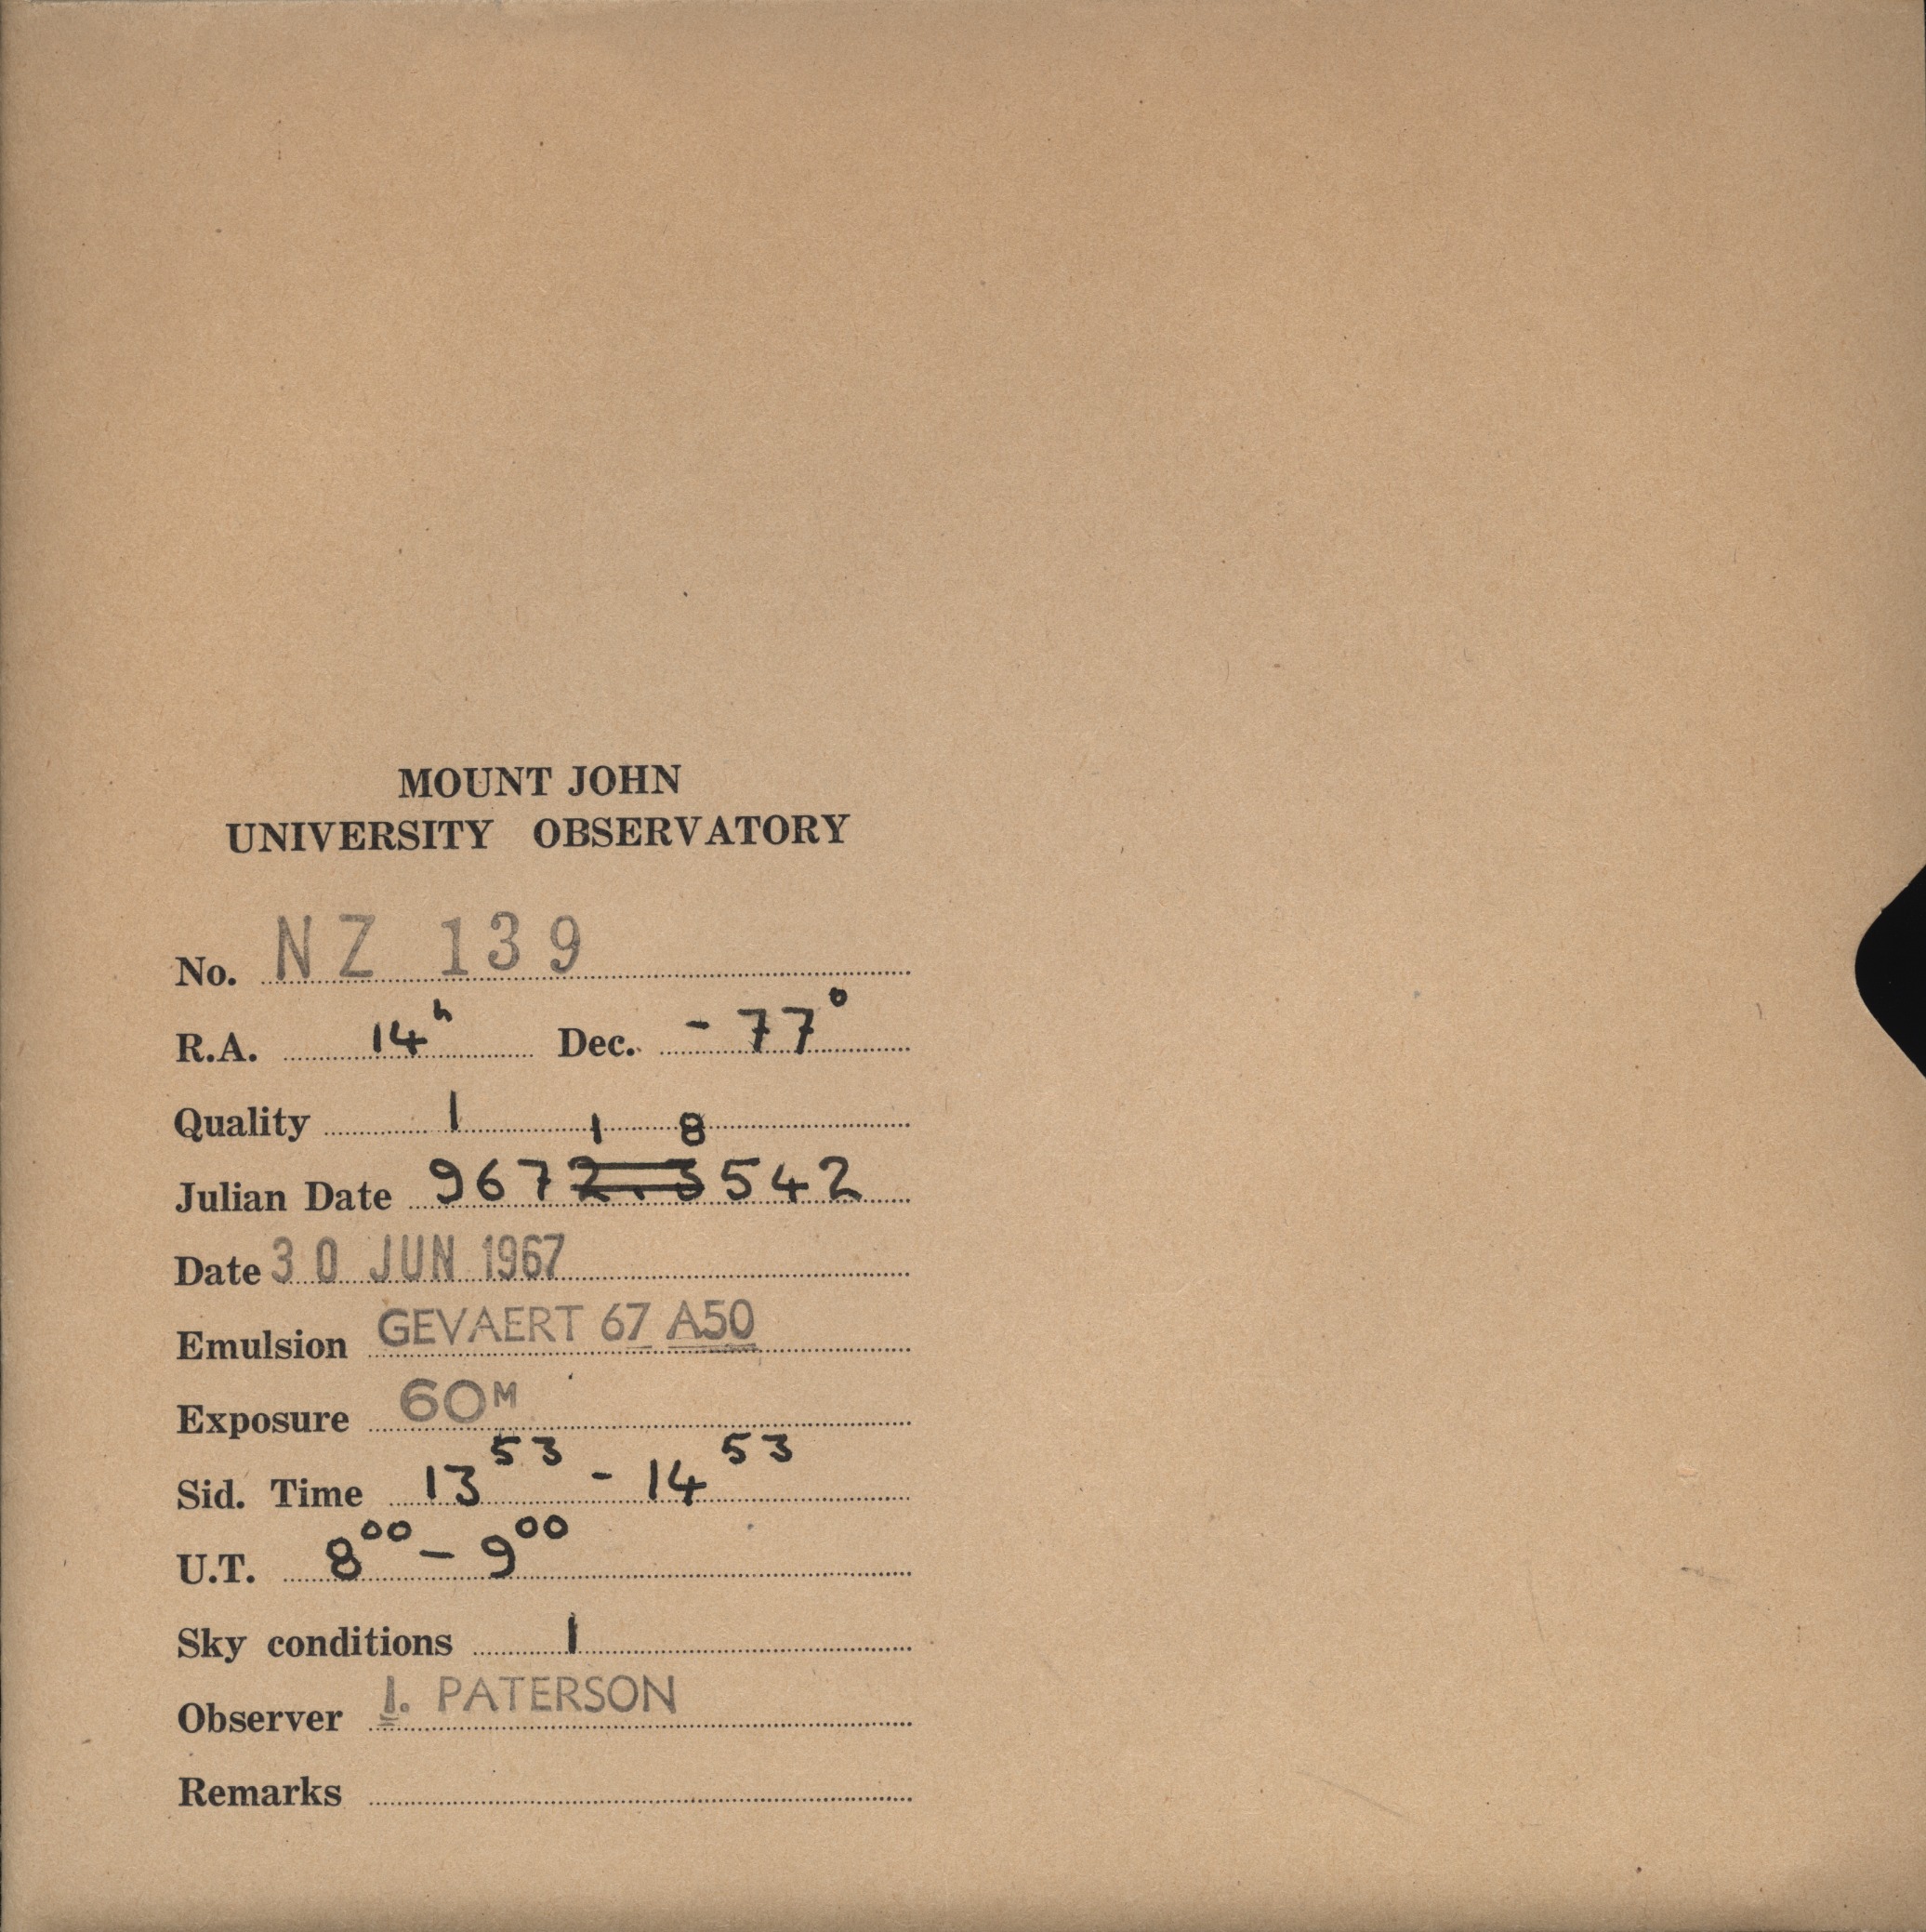 MOUNT JOHN
UNIVERSITY OBSERVATORY
No. NZ 139
R.A. 14h Dec. -77°
Quality 1
1 8
Julian Date 9672.3542
Date 30 JUN 1967
Emulsion GEVAERT 67 A50
Exposure 60M
Sid. Time 13 53 - 14 53
U.T. 8 00 - 9 00
Sky conditions 1
Observer I. PATERSON
Remarks